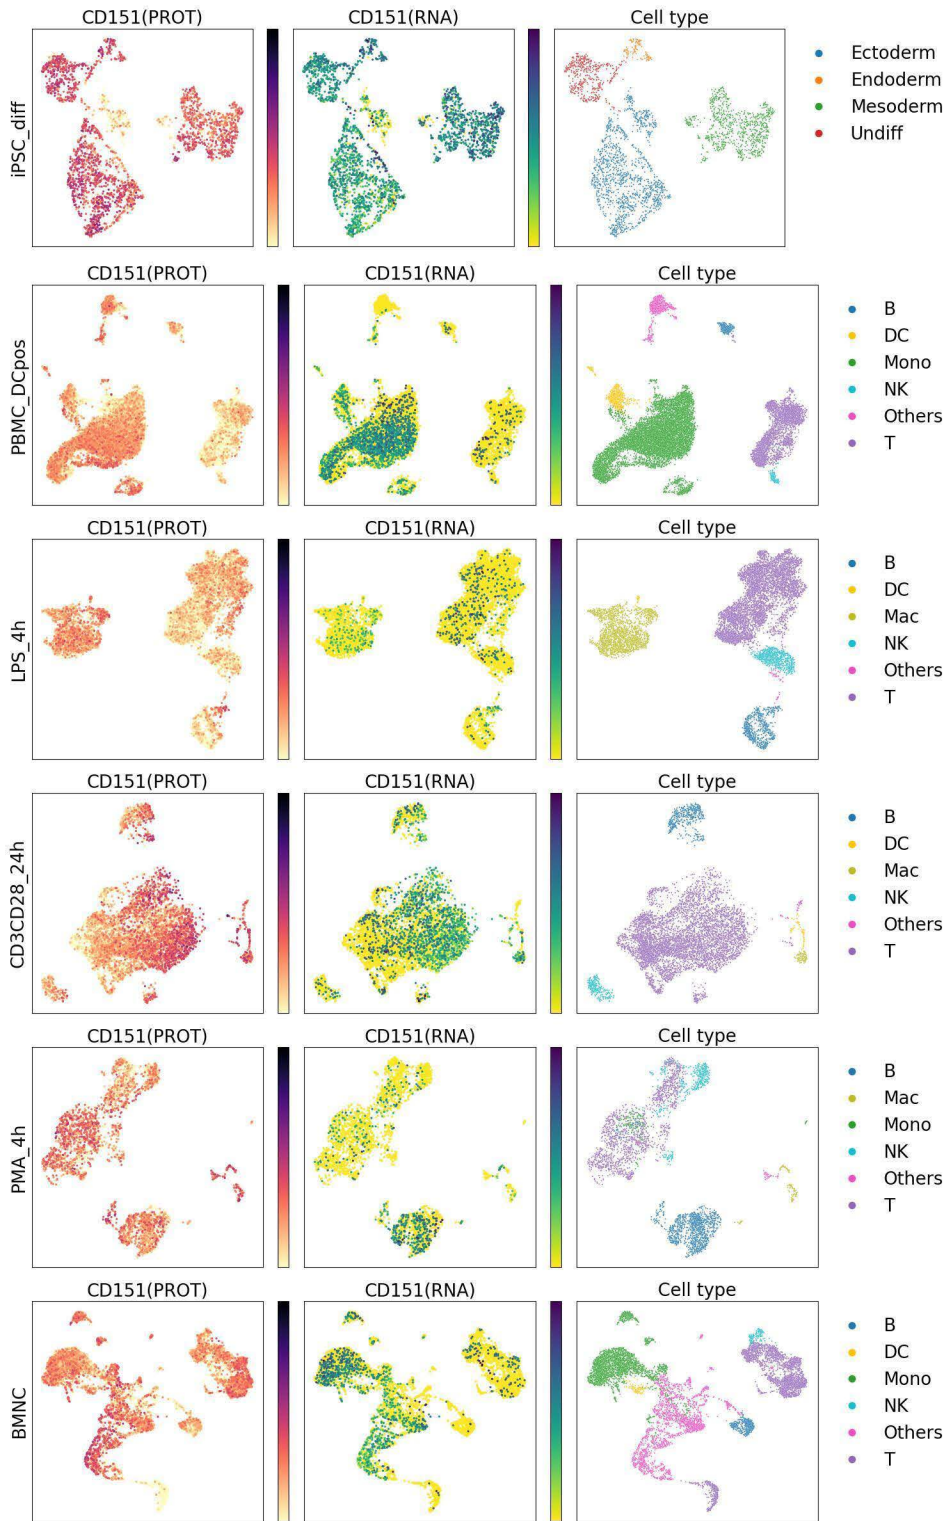 CD151(PROT) CD151(RNA) Cell type
iPSC_diff
Ectoderm
Endoderm
Mesoderm
Undiff
CD151(PROT) CD151(RNA) Cell type
PBMC_DCpos
B
DC
Mono
NK
Others
T
CD151(PROT) CD151(RNA) Cell type
LPS_4h
B
DC
Mac
NK
Others
T
CD151(PROT) CD151(RNA) Cell type
CD3CD28_24h
B
DC
Mac
NK
Others
T
CD151(PROT) CD151(RNA) Cell type
PMA_4h
B
Mac
Mono
NK
Others
T
CD151(PROT) CD151(RNA) Cell type
BMNC
B
DC
Mono
NK
Others
T